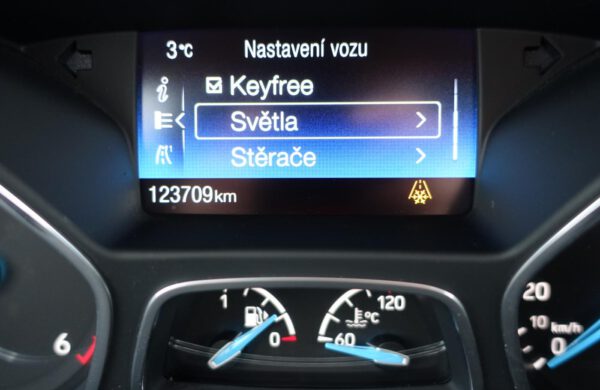 3°C Nastavení vozu
Keyfree
Světla
Stěrače
123709km
1 0
120
°C
60
6
20
10 km/h
0